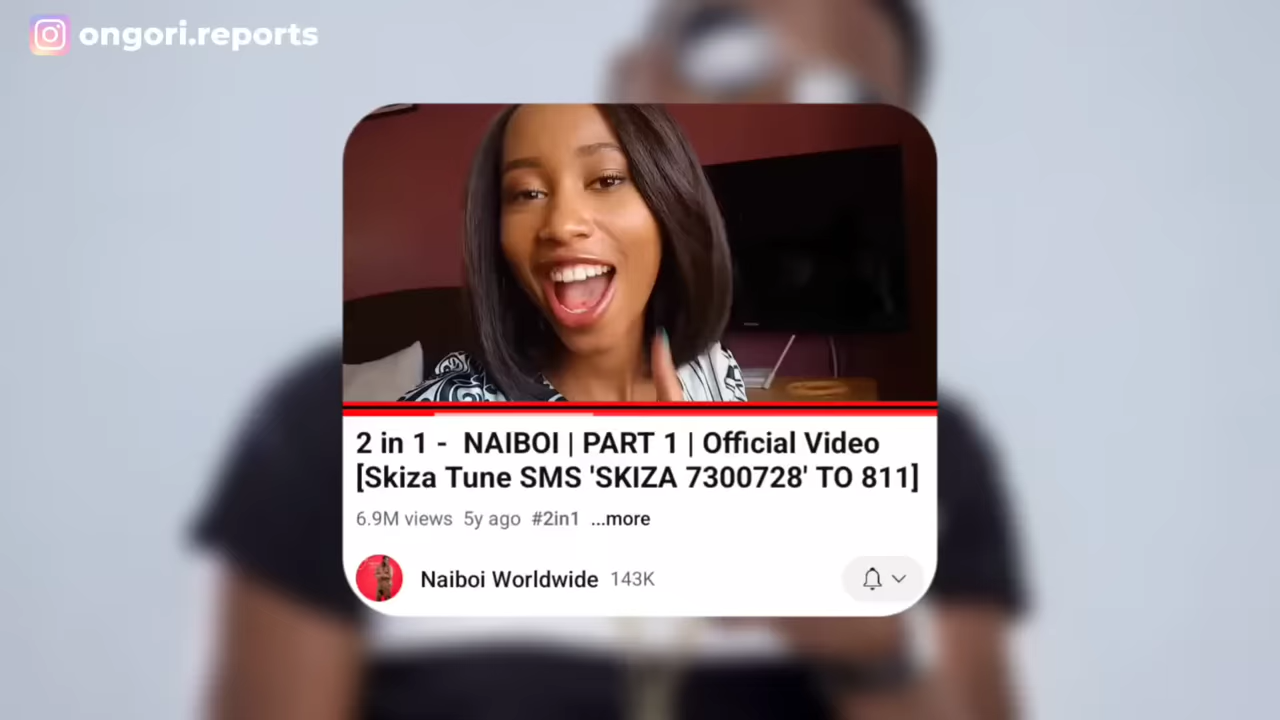 ongori.reports
2 in 1 - NAIBOI | PART 1 | Official Video
[Skiza Tune SMS 'SKIZA 7300728' TO 811]
6.9M views 5y ago #2in1 ...more
Naiboi Worldwide 143K